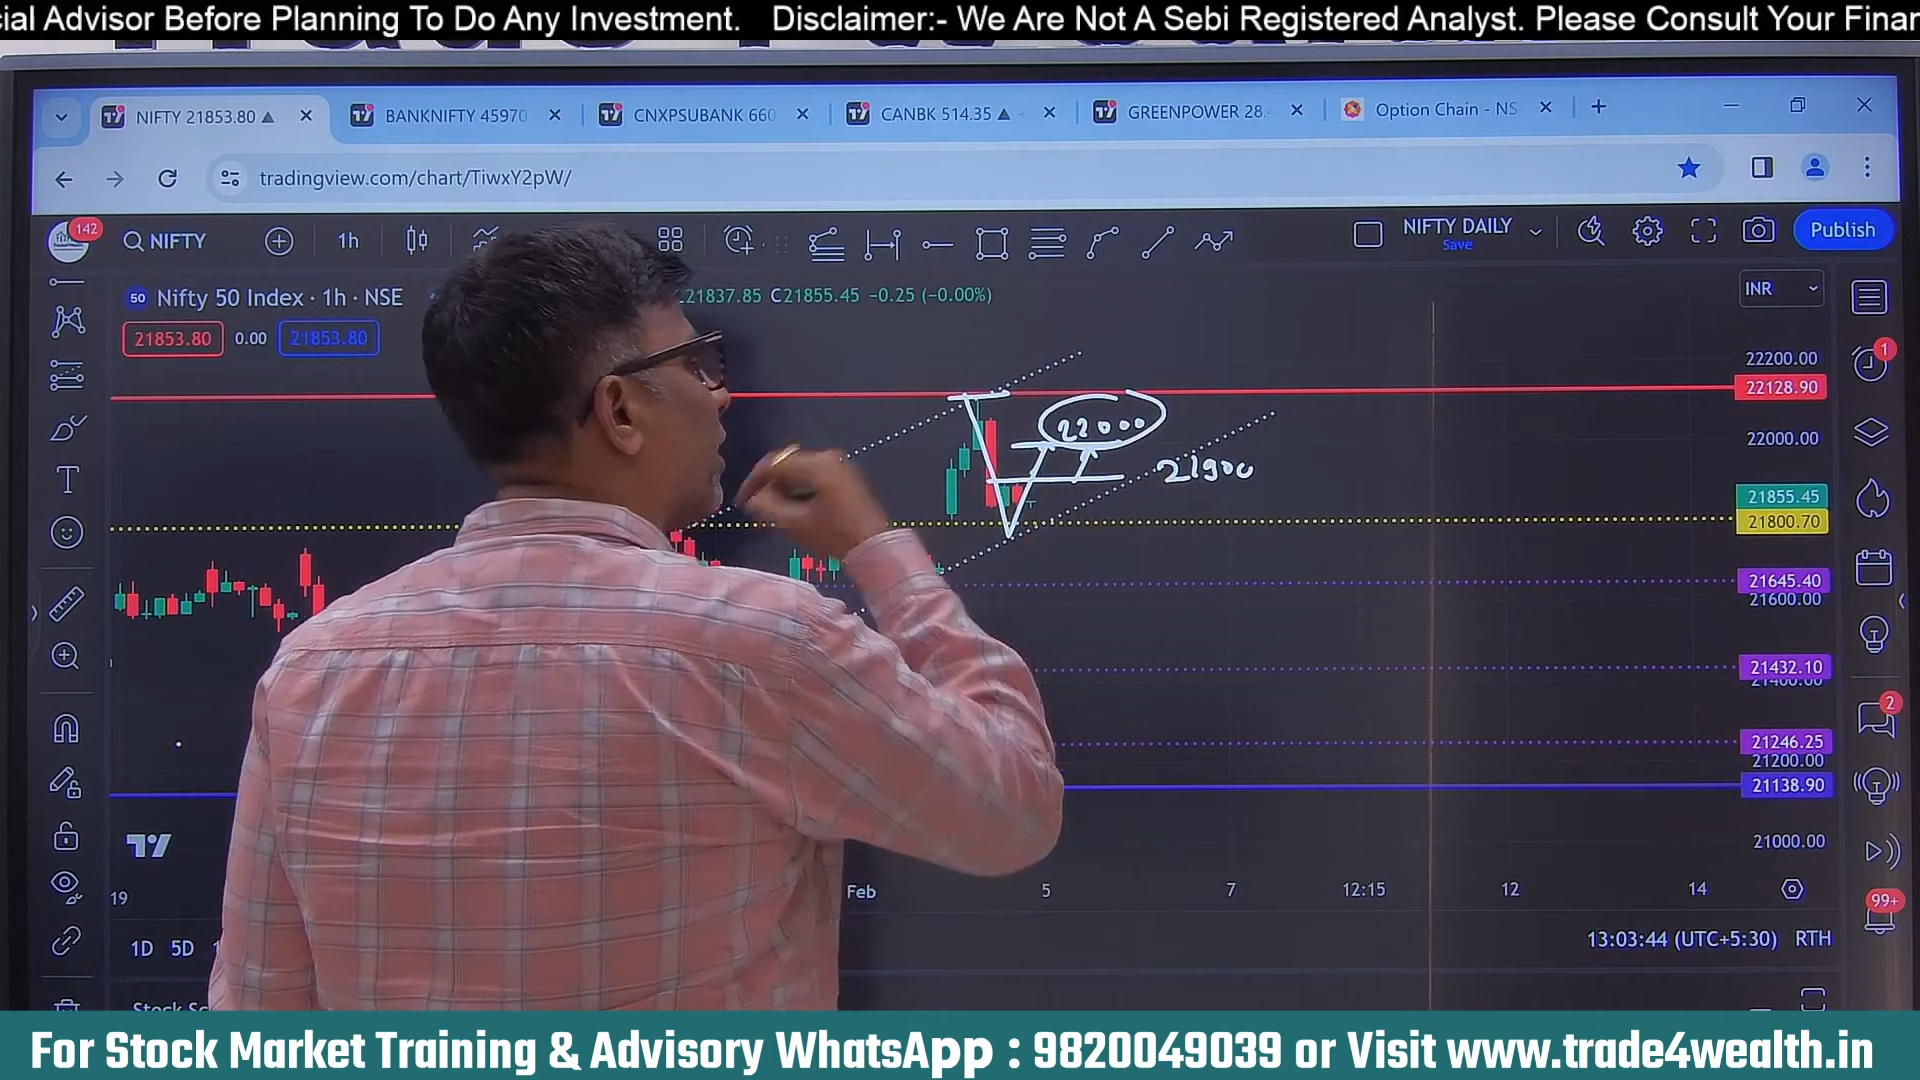 cial Advisor Before Planning To Do Any Investment. Disclaimer:- We Are Not A Sebi Registered Analyst. Please Consult Your Finan
NIFTY 21853.80 ▲
BANKNIFTY 45970
CNXPSUBANK 660
CANBK 514.35 ▲
GREENPOWER 28.
Option Chain - NS
tradingview.com/chart/TiwxY2pW/
142
NIFTY
1h
NIFTY DAILY
Save
Publish
50 Nifty 50 Index · 1h · NSE
L21837.85 C21855.45 −0.25 (−0.00%)
INR
21853.80 0.00 21853.80
1
22200.00
22128.90
22000
22000.00
21900
21855.45
21800.70
21645.40
21600.00
21432.10
21400.00
2
21246.25
21200.00
21138.90
21000.00
19 Feb 5 7 12:15 12 14
99+
1D 5D
13:03:44 (UTC+5:30) RTH
For Stock Market Training & Advisory WhatsApp : 9820049039 or Visit www.trade4wealth.in